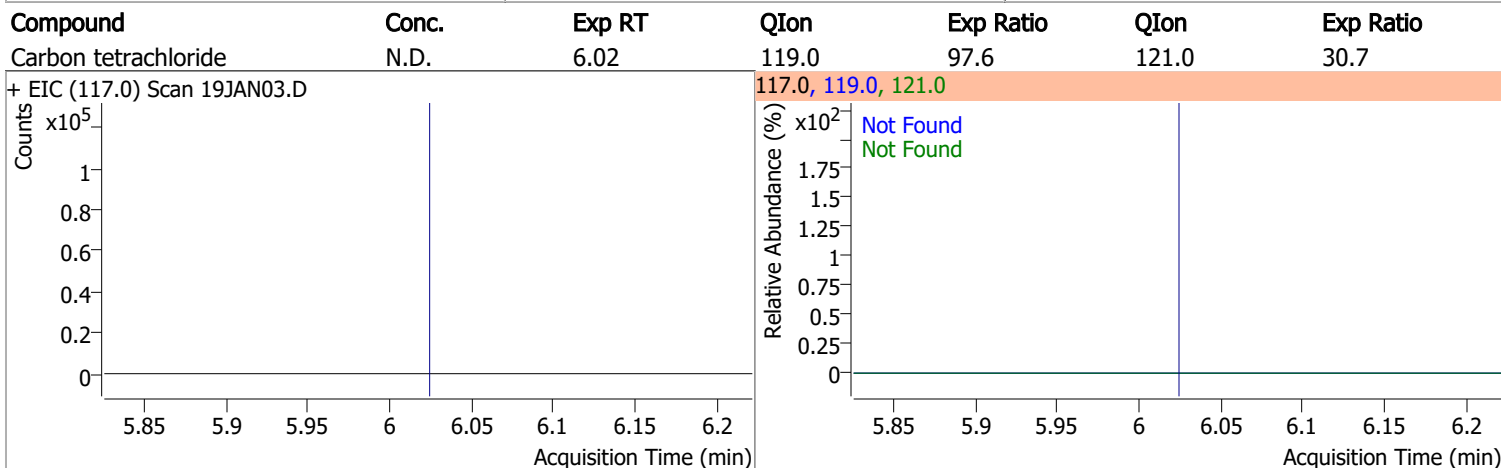 Compound Conc. Exp RT QIon Exp Ratio QIon Exp Ratio
Carbon tetrachloride N.D. 6.02 119.0 97.6 121.0 30.7
+ EIC (117.0) Scan 19JAN03.D
Counts
x10^5
1
0.8
0.6
0.4
0.2
0
5.85 5.9 5.95 6 6.05 6.1 6.15 6.2
Acquisition Time (min)
117.0, 119.0, 121.0
Relative Abundance (%)
x10^2
Not Found
Not Found
1.75
1.5
1.25
1
0.75
0.5
0.25
0
5.85 5.9 5.95 6 6.05 6.1 6.15 6.2
Acquisition Time (min)